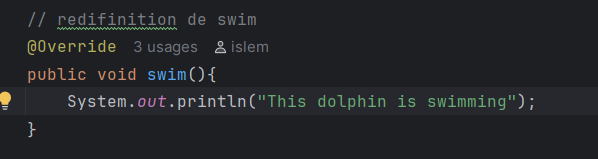 // redifinition de swim
@Override 3 usages islem
public void swim(){
System.out.println("This dolphin is swimming");
}